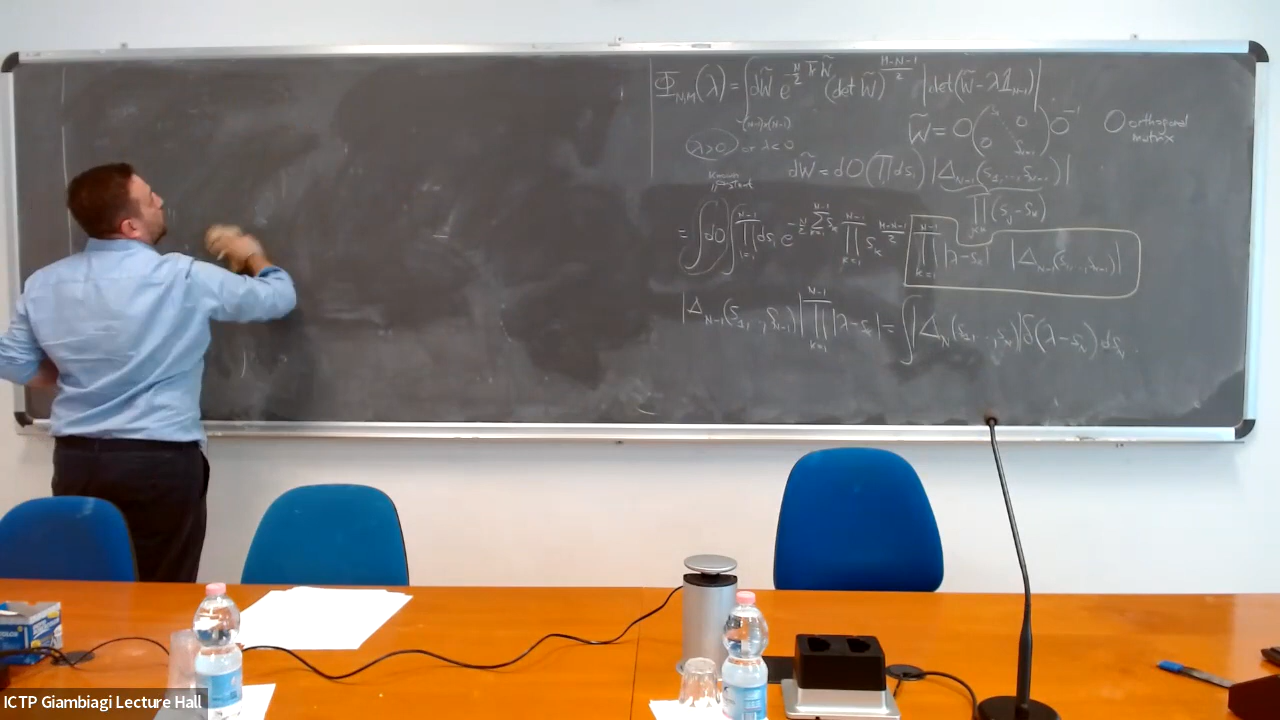 Φ_{N,M}(λ) = ∫ dW̃ e^{-N/2 Tr W̃} (det W̃)^{(M-N-1)/2} |det(W̃ - λ1_{N-1})|
(N-1)×(N-1)
λ>0 or λ<0
W̃ = O (s_1 0 0 s_{N-1}) O^{-1} O orthogonal matrix
dW̃ = dO (∏ ds_i) |Δ_{N-1}(s_1, ..., s_{N-1})|
∏_{j<k} (s_j - s_k)
known constant
= ∫ dO ∫ ∏_{i=1}^{N-1} ds_i e^{-N/2 ∑_{k=1}^{N-1} s_k} ∏_{k=1}^{N-1} s_k^{(M-N-1)/2} ∏_{k=1}^{N-1} |λ-s_k| |Δ_{N-1}(s_1, ..., s_{N-1})|
|Δ_{N-1}(s_1, .., s_{N-1})| ∏_{k=1}^{N-1} |λ-s_k| = ∫ |Δ_N(s_1, .., s_N)| δ(λ-s_N) ds_N
ICTP Giambiagi Lecture Hall